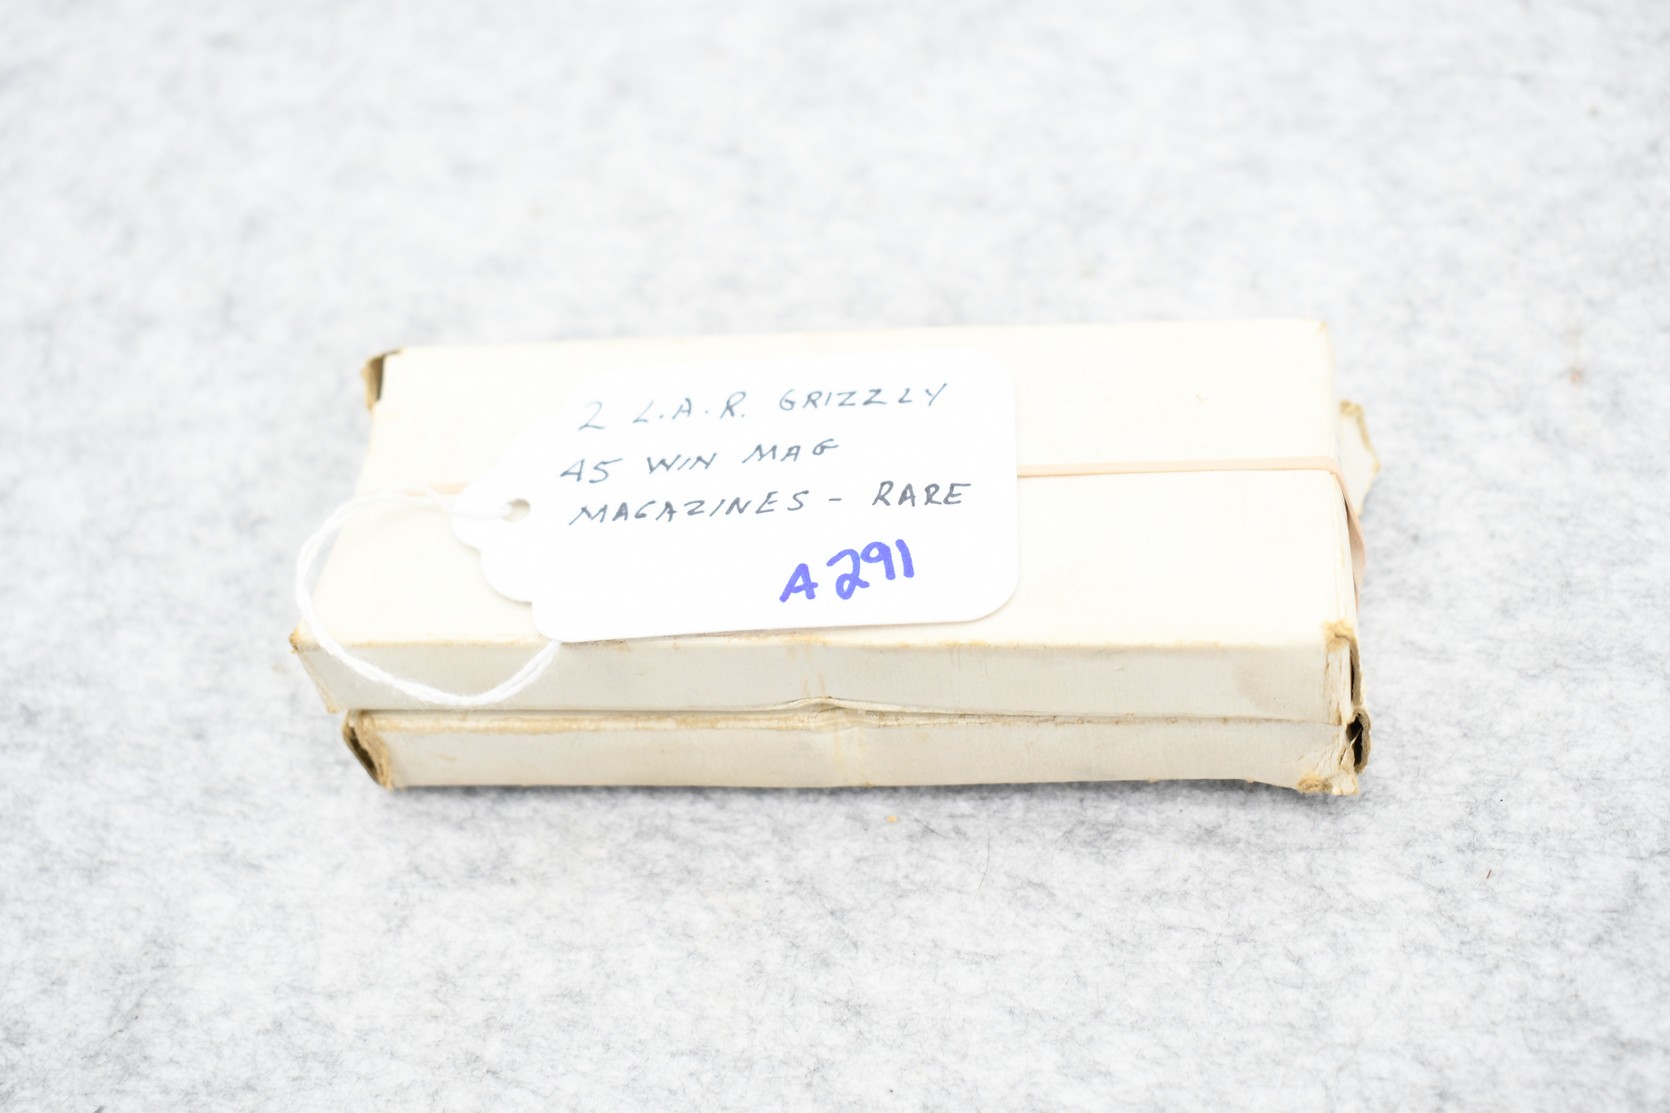 2 L.A.R. GRIZZLY
45 WIN MAG
MAGAZINES - RARE
A291